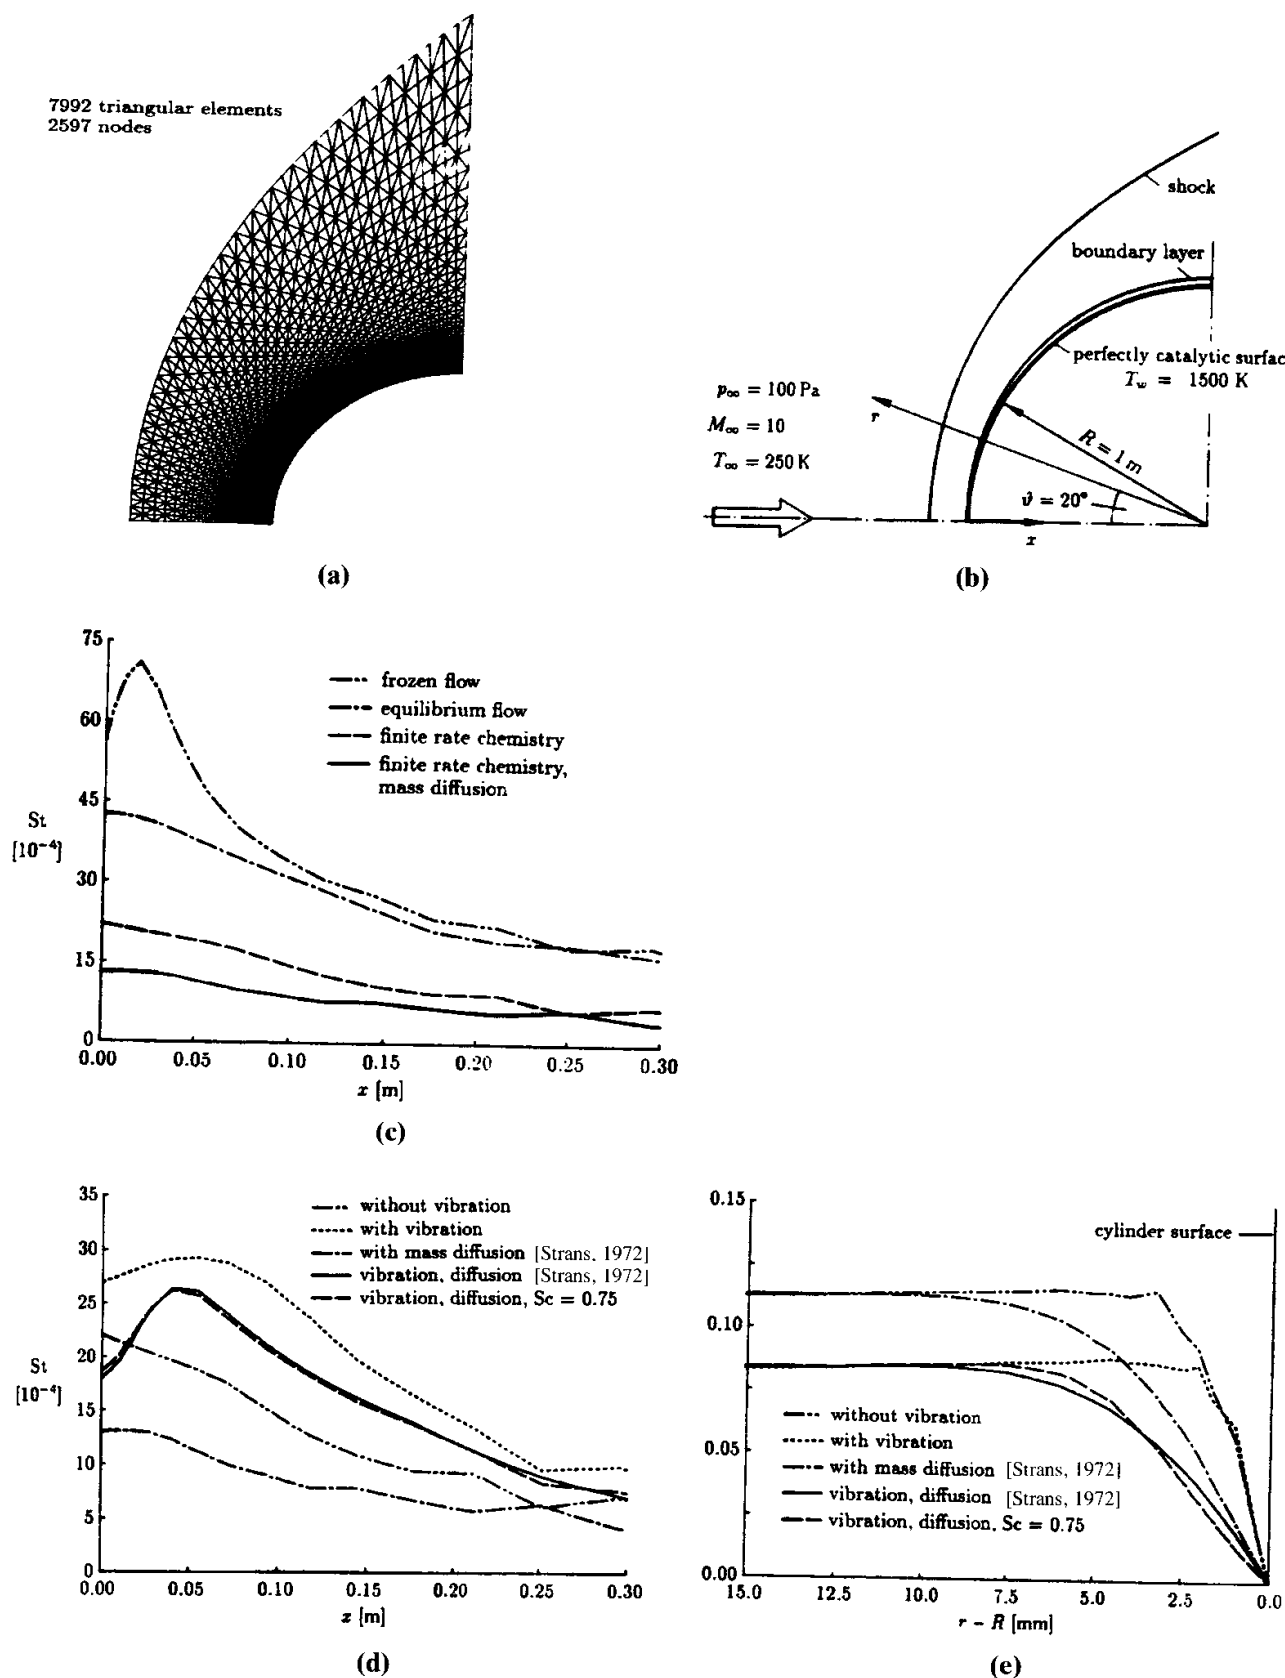 7992 triangular elements
2597 nodes
(a)
shock
boundary layer
perfectly catalytic surfac
T_w = 1500 K
p∞ = 100 Pa
M∞ = 10
T∞ = 250 K
r
R = 1 m
ϑ = 20°
x
(b)
75
60
45
30
15
0
St
[10⁻⁴]
frozen flow
equilibrium flow
finite rate chemistry
finite rate chemistry,
mass diffusion
0.00 0.05 0.10 0.15 0.20 0.25 0.30
x [m]
(c)
35
30
25
20
15
10
5
0
St
[10⁻⁴]
without vibration
with vibration
with mass diffusion [Strans, 1972]
vibration, diffusion [Strans, 1972]
vibration, diffusion, Sc = 0.75
0.00 0.05 0.10 0.15 0.20 0.25 0.30
x [m]
(d)
0.15
0.10
0.05
0.00
cylinder surface
without vibration
with vibration
with mass diffusion [Strans, 1972]
vibration, diffusion [Strans, 1972]
vibration, diffusion, Sc = 0.75
15.0 12.5 10.0 7.5 5.0 2.5 0.0
r – R [mm]
(e)